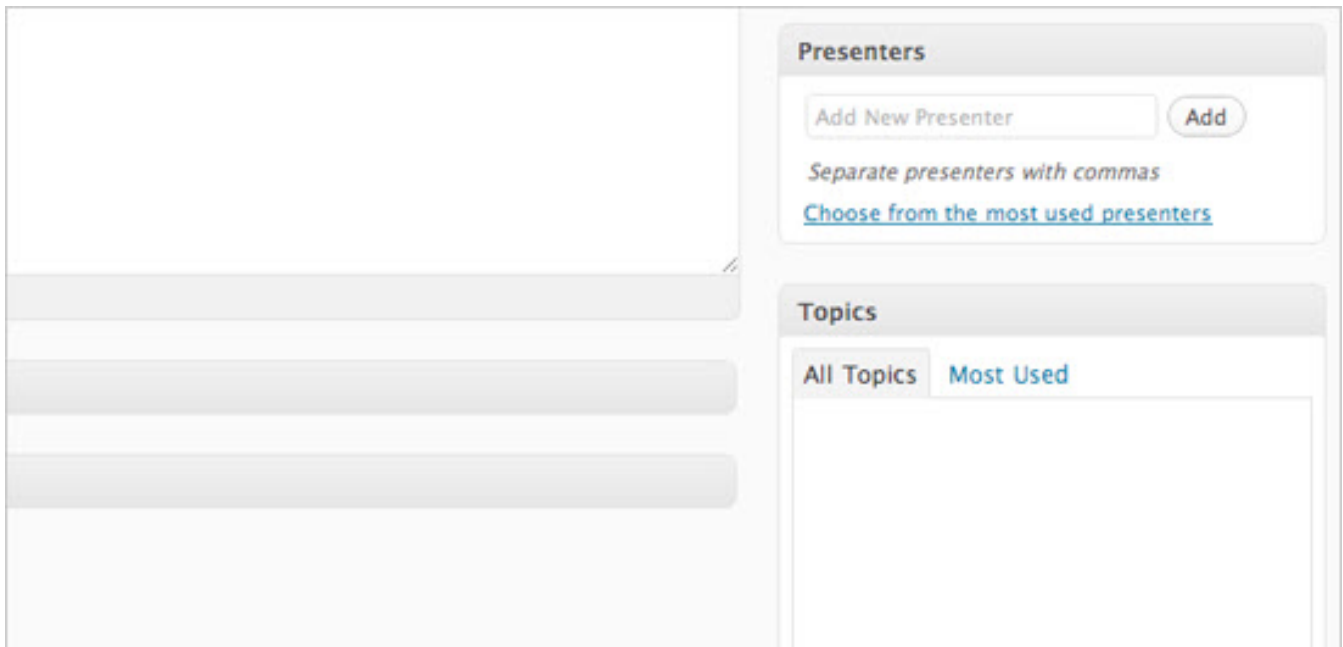 Presenters
Add New Presenter Add
Separate presenters with commas
Choose from the most used presenters
Topics
All Topics Most Used